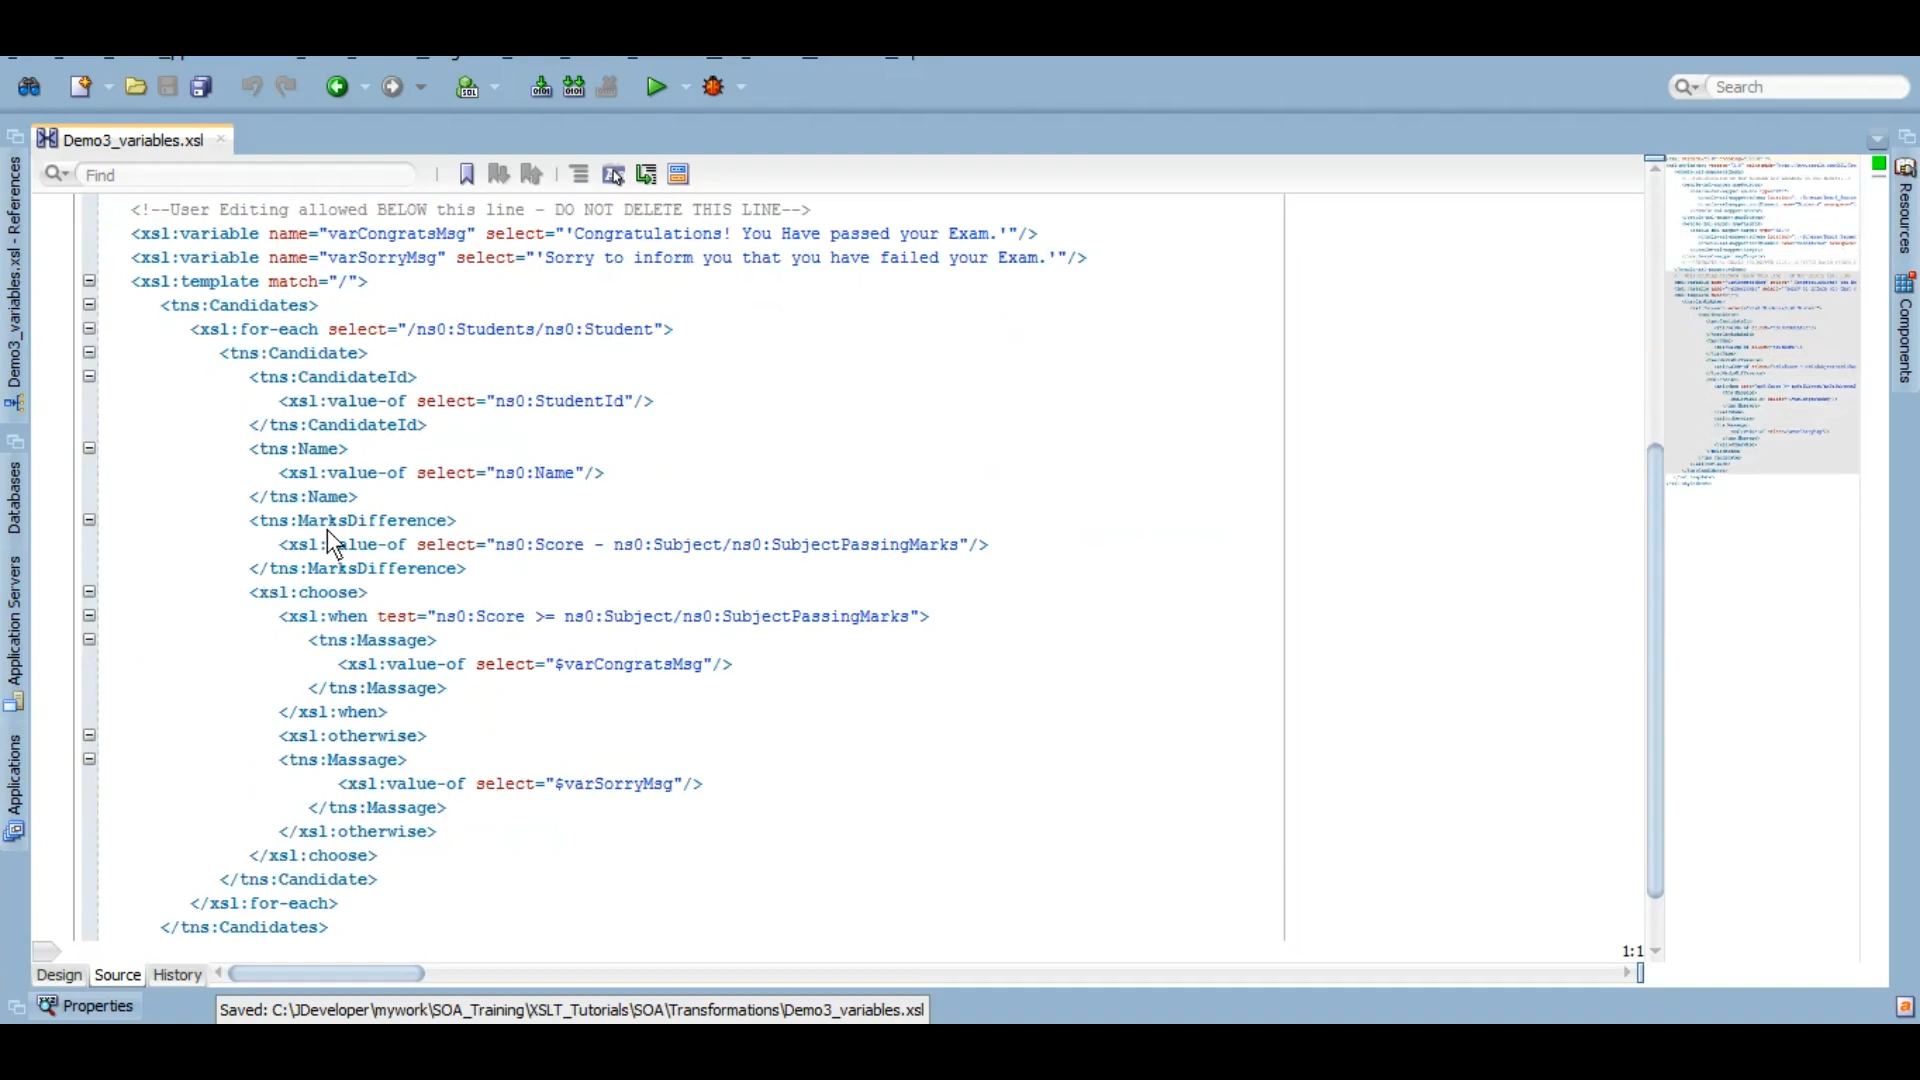 Search
Demo3_variables.xsl
Find
<!--User Editing allowed BELOW this line - DO NOT DELETE THIS LINE-->
<xsl:variable name="varCongratsMsg" select="'Congratulations! You Have passed your Exam.'"/>
<xsl:variable name="varSorryMsg" select="'Sorry to inform you that you have failed your Exam.'"/>
<xsl:template match="/">
<tns:Candidates>
<xsl:for-each select="/ns0:Students/ns0:Student">
<tns:Candidate>
<tns:CandidateId>
<xsl:value-of select="ns0:StudentId"/>
</tns:CandidateId>
<tns:Name>
<xsl:value-of select="ns0:Name"/>
</tns:Name>
<tns:MarksDifference>
<xsl:value-of select="ns0:Score - ns0:Subject/ns0:SubjectPassingMarks"/>
</tns:MarksDifference>
<xsl:choose>
<xsl:when test="ns0:Score >= ns0:Subject/ns0:SubjectPassingMarks">
<tns:Massage>
<xsl:value-of select="$varCongratsMsg"/>
</tns:Massage>
</xsl:when>
<xsl:otherwise>
<tns:Massage>
<xsl:value-of select="$varSorryMsg"/>
</tns:Massage>
</xsl:otherwise>
</xsl:choose>
</tns:Candidate>
</xsl:for-each>
</tns:Candidates>
1:1
Design Source History
Properties
Saved: C:\JDeveloper\mywork\SOA_Training\XSLT_Tutorials\SOA\Transformations\Demo3_variables.xsl
Demo3_variables.xsl - References
Databases
Application Servers
Applications
Resources
Components